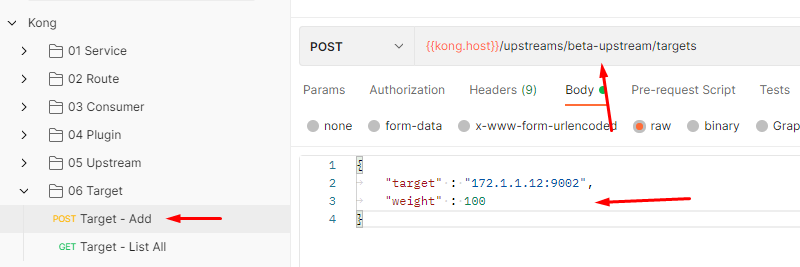 Kong
01 Service
02 Route
03 Consumer
04 Plugin
05 Upstream
06 Target
POST Target - Add
GET Target - List All
POST {{kong.host}}/upstreams/beta-upstream/targets
Params Authorization Headers (9) Body Pre-request Script Tests
none form-data x-www-form-urlencoded raw binary Grap
1 {
2 "target" : "172.1.1.12:9002",
3 "weight" : 100
4 }